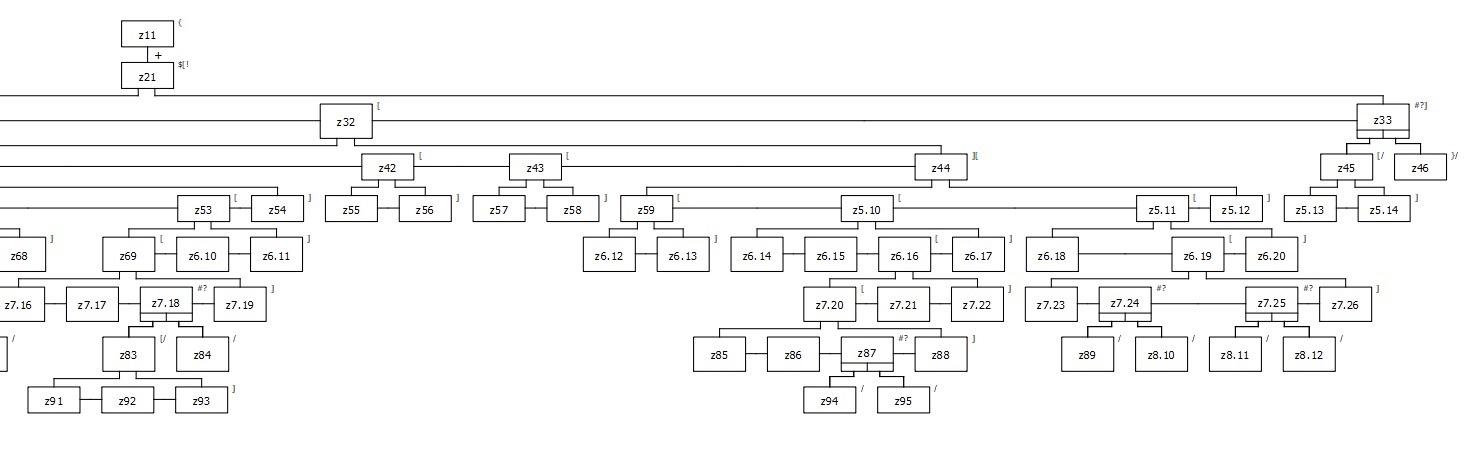 z11 {
+
z21 $[!
z32 [ z33 #?]
z42 [ z43 [ z44 ][ z45 [/ z46 }/
z53 [ z54 ] z55 z56 ] z57 z58 ] z59 [ z5.10 [ z5.11 [ z5.12 ] z5.13 z5.14 ]
z68 ] z69 [ z6.10 z6.11 ] z6.12 z6.13 ] z6.14 z6.15 z6.16 [ z6.17 ] z6.18 z6.19 [ z6.20 ]
z7.16 z7.17 z7.18 #? z7.19 ] z7.20 [ z7.21 z7.22 ] z7.23 z7.24 #? z7.25 #? z7.26 ]
/ z83 [/ z84 / z85 z86 z87 #? z88 ] z89 / z8.10 / z8.11 / z8.12 /
z91 z92 z93 ] z94 / z95 /